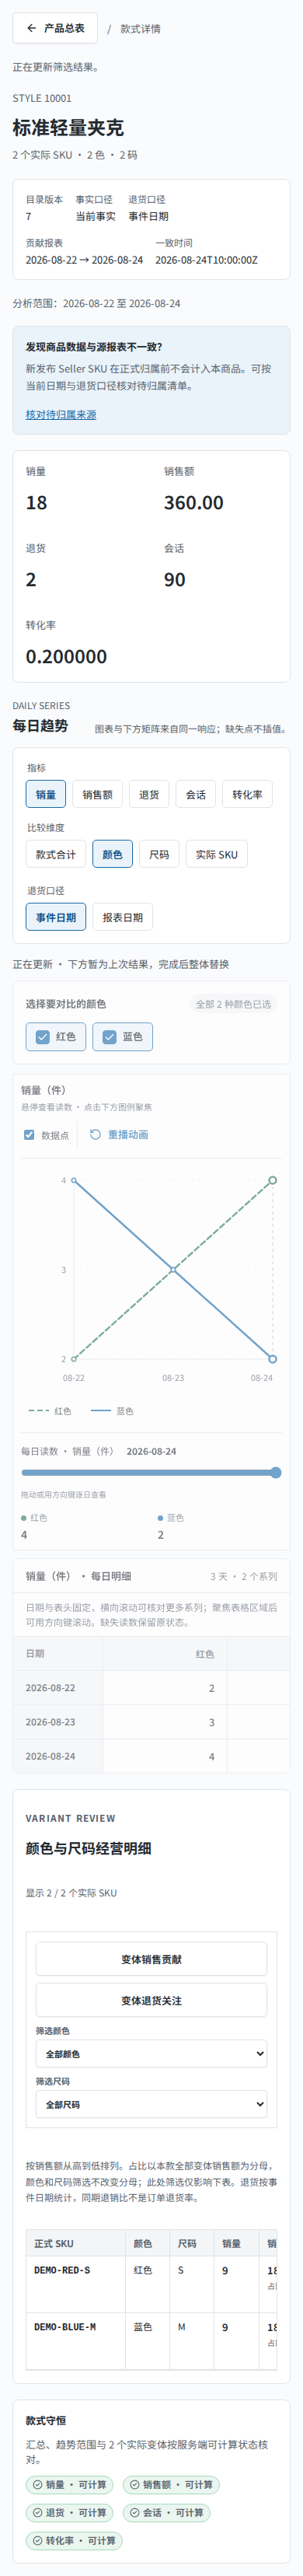 ← 产品总表 / 款式详情
正在更新筛选结果。
STYLE 10001
标准轻量夹克
2 个实际 SKU • 2 色 • 2 码
目录版本 事实口径 退货口径
7 当前事实 事件日期
贡献报表 一致时间
2026-08-22 → 2026-08-24 2026-08-24T10:00:00Z
分析范围：2026-08-22 至 2026-08-24
发现商品数据与源报表不一致？
新发布 Seller SKU 在正式归属前不会计入本商品。可按
当前日期与退货口径核对待归属清单。
核对待归属来源
销量 销售额
18 360.00
退货 会话
2 90
转化率
0.200000
DAILY SERIES
每日趋势 图表与下方矩阵来自同一响应；缺失点不插值。
指标
销量 销售额 退货 会话 转化率
比较维度
款式合计 颜色 尺码 实际 SKU
退货口径
事件日期 报表日期
正在更新 • 下方暂为上次结果，完成后整体替换
选择要对比的颜色 全部 2 种颜色已选
红色 蓝色
销量（件）
悬停查看读数 • 点击下方图例聚焦
数据点 重播动画
4
3
2
08-22 08-23 08-24
红色 蓝色
每日读数 • 销量（件） 2026-08-24
拖动或用方向键逐日查看
红色 蓝色
4 2
销量（件） • 每日明细 3 天 • 2 个系列
日期与表头固定，横向滚动可核对更多系列；聚焦表格区域后
可用方向键滚动。缺失读数保留原状态。
日期 红色
2026-08-22 2
2026-08-23 3
2026-08-24 4
VARIANT REVIEW
颜色与尺码经营明细
显示 2 / 2 个实际 SKU
变体销售贡献
变体退货关注
筛选颜色
全部颜色
筛选尺码
全部尺码
按销售额从高到低排列。占比以本款全部变体销售额为分母，
颜色和尺码筛选不改变分母；此处筛选仅影响下表。退货按事
件日期统计，同期退销比不是订单退货率。
正式 SKU 颜色 尺码 销量
DEMO-RED-S 红色 S 9
DEMO-BLUE-M 蓝色 M 9
款式守恒
汇总、趋势范围与 2 个实际变体按服务端可计算状态核
对。
销量 • 可计算 销售额 • 可计算
退货 • 可计算 会话 • 可计算
转化率 • 可计算